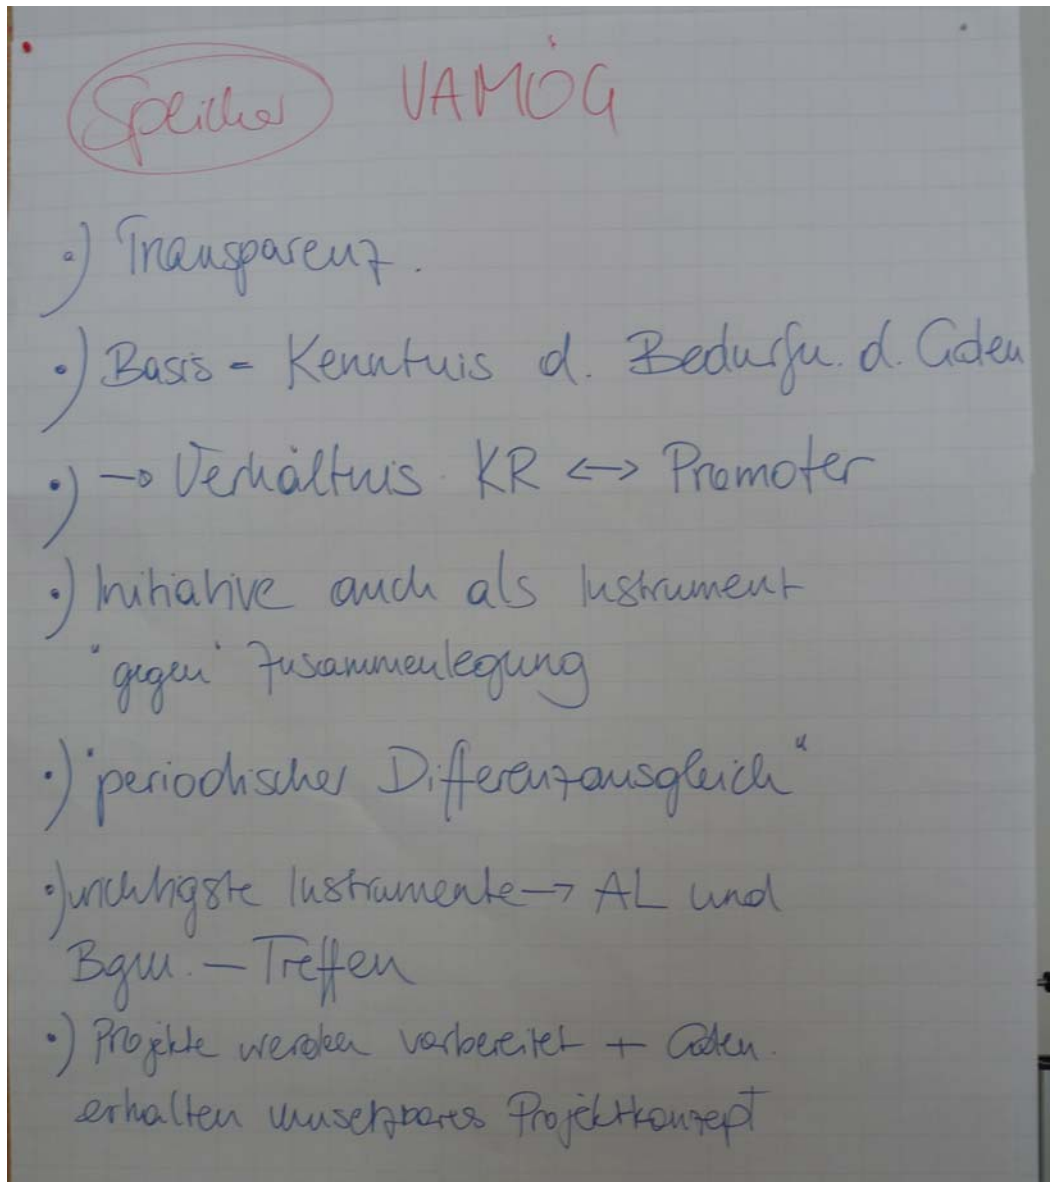 Speicher VAMÖG
•) Transparenz.
•) Basis - Kenntnis d. Bedürfn. d. Gden
•) → Verhältnis KR ↔ Promoter
•) Initiative auch als Instrument
"gegen" Zusammenlegung
•) "periodischer Differenzausgleich"
•) wichtigste Instrumente → AL und
Bgm. - Treffen
•) Projekte werden vorbereitet + Gden.
erhalten umsetzbares Projektkonzept